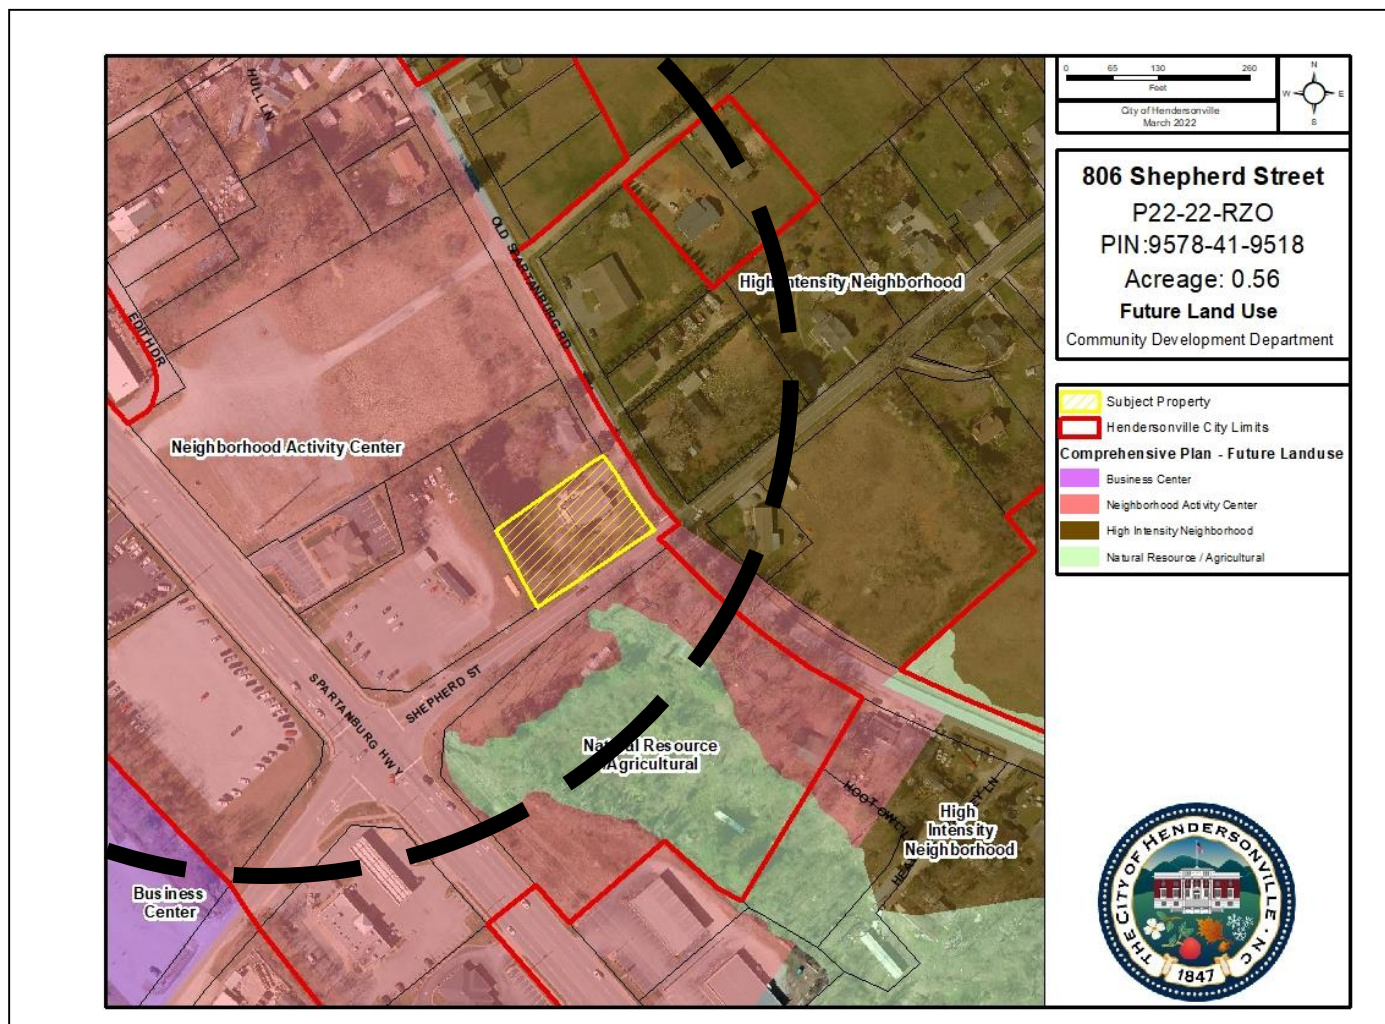 0 65 130 260
Feet
City of Hendersonville
March 2022
N
W E
S
806 Shepherd Street
P22-22-RZO
PIN:9578-41-9518
Acreage: 0.56
Future Land Use
Community Development Department
Subject Property
Hendersonville City Limits
Comprehensive Plan - Future Landuse
Business Center
Neighborhood Activity Center
High Intensity Neighborhood
Natural Resource / Agricultural
HULL LN
OLD SPARTANBURG RD
EDITH DR
High Intensity Neighborhood
Neighborhood Activity Center
SHEPHERD ST
SPARTANBURG HWY
Natural Resource
/Agricultural
High
Intensity
Neighborhood
Business
Center
THE CITY OF HENDERSONVILLE • NC
1847